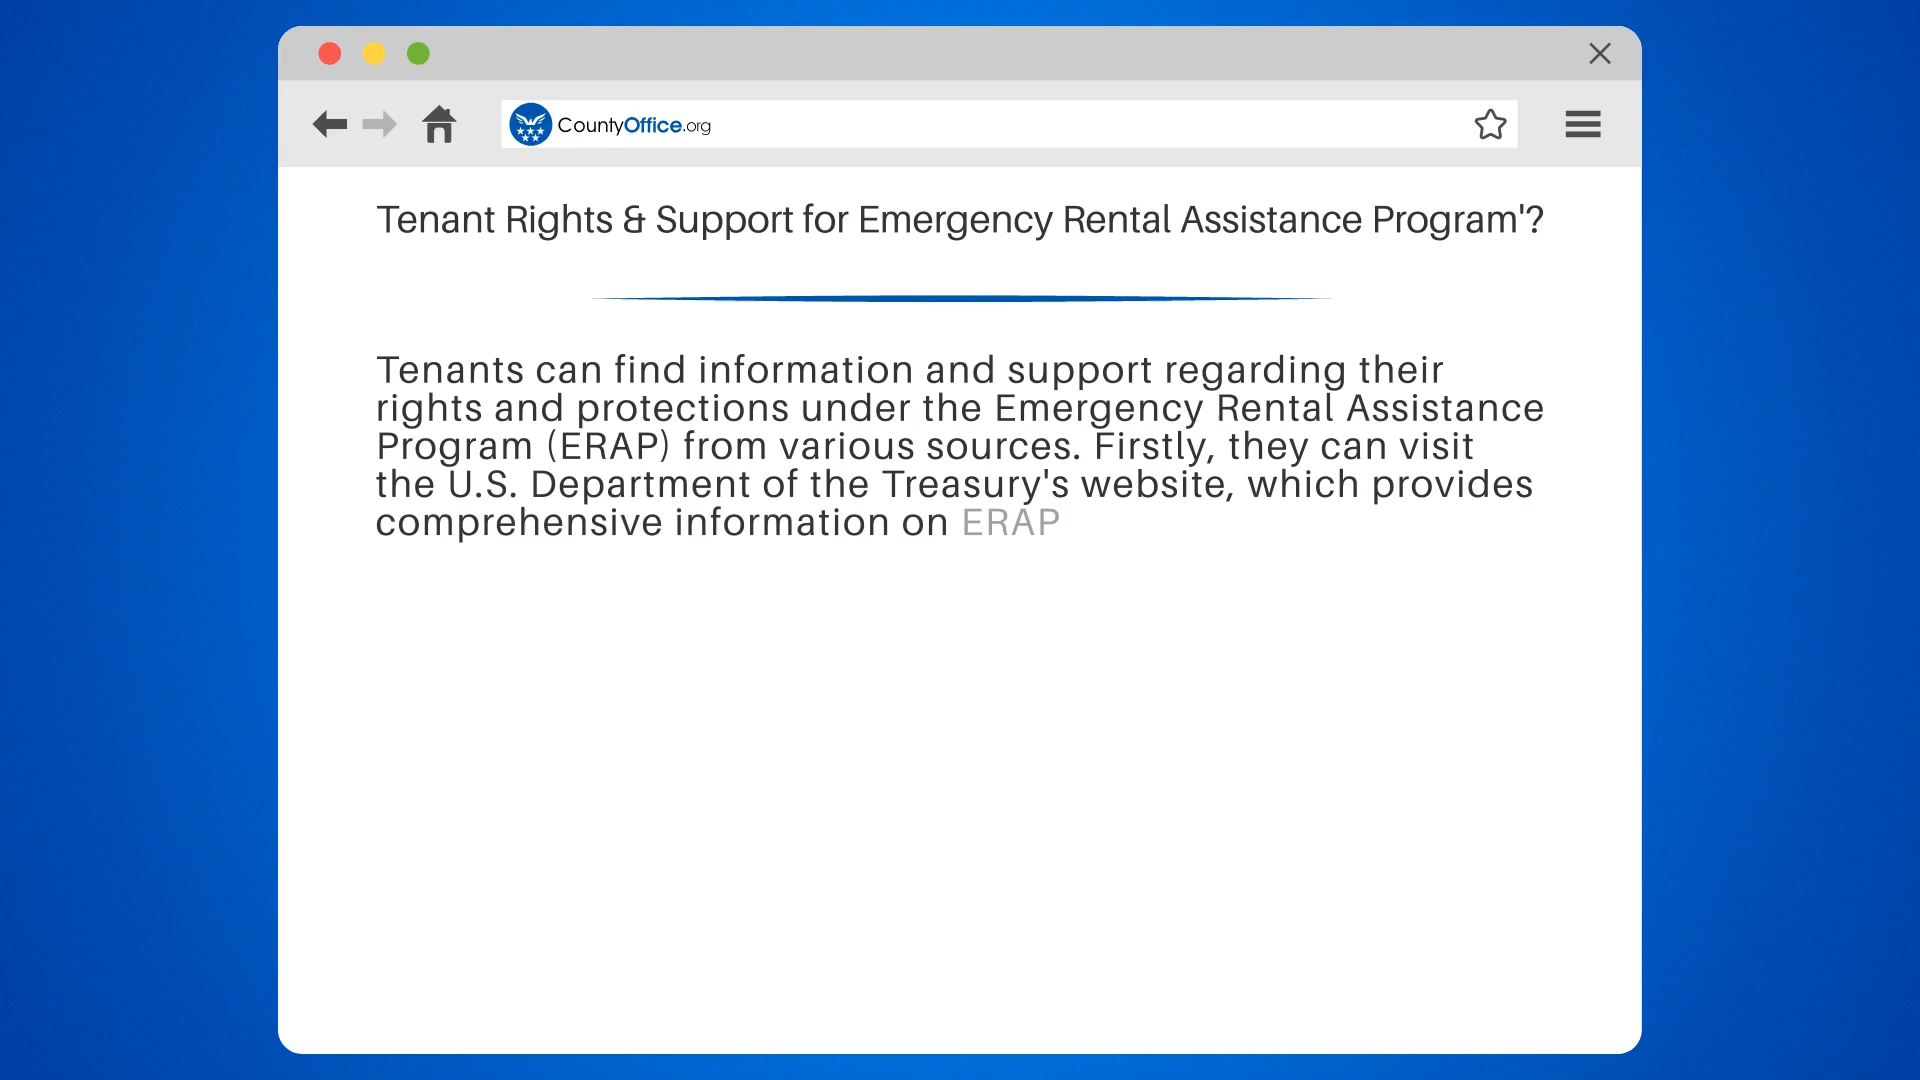 CountyOffice.org
Tenant Rights & Support for Emergency Rental Assistance Program'?
Tenants can find information and support regarding their
rights and protections under the Emergency Rental Assistance
Program (ERAP) from various sources. Firstly, they can visit
the U.S. Department of the Treasury's website, which provides
comprehensive information on ERAP